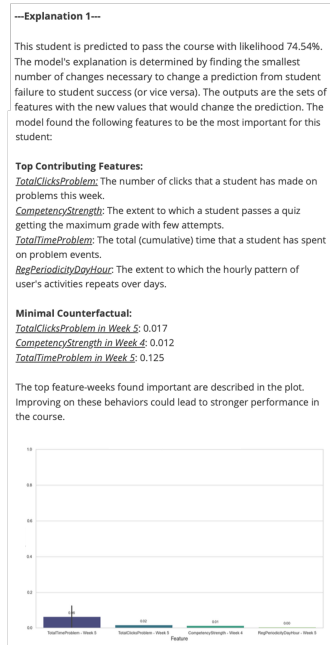 ---Explanation 1---
This student is predicted to pass the course with likelihood 74.54%.
The model's explanation is determined by finding the smallest
number of changes necessary to change a prediction from student
failure to student success (or vice versa). The outputs are the sets of
features with the new values that would change the prediction. The
model found the following features to be the most important for this
student:
Top Contributing Features:
TotalClicksProblem: The number of clicks that a student has made on
problems this week.
CompetencyStrength: The extent to which a student passes a quiz
getting the maximum grade with few attempts.
TotalTimeProblem: The total (cumulative) time that a student has spent
on problem events.
RegPeriodicityDayHour: The extent to which the hourly pattern of
user's activities repeats over days.
Minimal Counterfactual:
TotalClicksProblem in Week 5: 0.017
CompetencyStrength in Week 4: 0.012
TotalTimeProblem in Week 5: 0.125
The top feature-weeks found important are described in the plot.
Improving on these behaviors could lead to stronger performance in
the course.
1.0
0.8
0.6
0.4
0.2
0.02
0.01
0.00
0.0
TotalTimeProblem - Week 5 TotalClicksProblem - Week 5 CompetencyStrength - Week 4 RegPeriodicityDayHour - Week 5
Feature